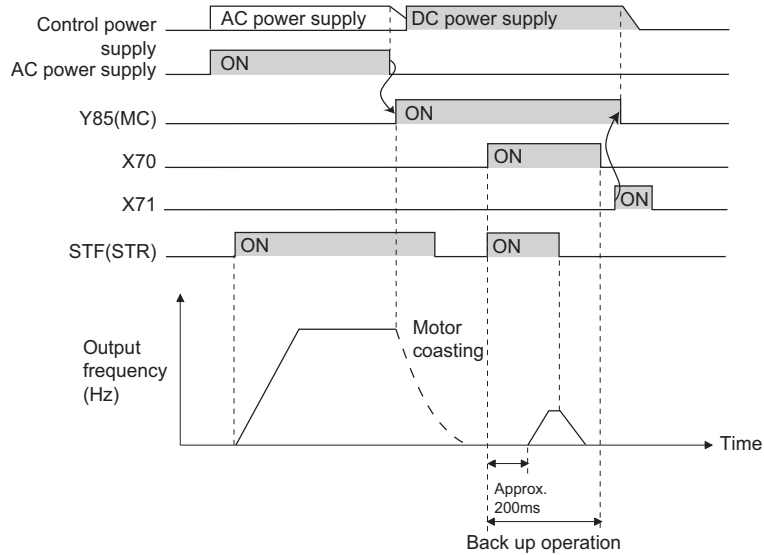 Control power
supply
AC power supply
DC power supply
AC power supply
ON
Y85(MC)
ON
X70
ON
X71
ON
STF(STR)
ON
ON
Output
frequency
(Hz)
Motor
coasting
Time
Approx.
200ms
Back up operation